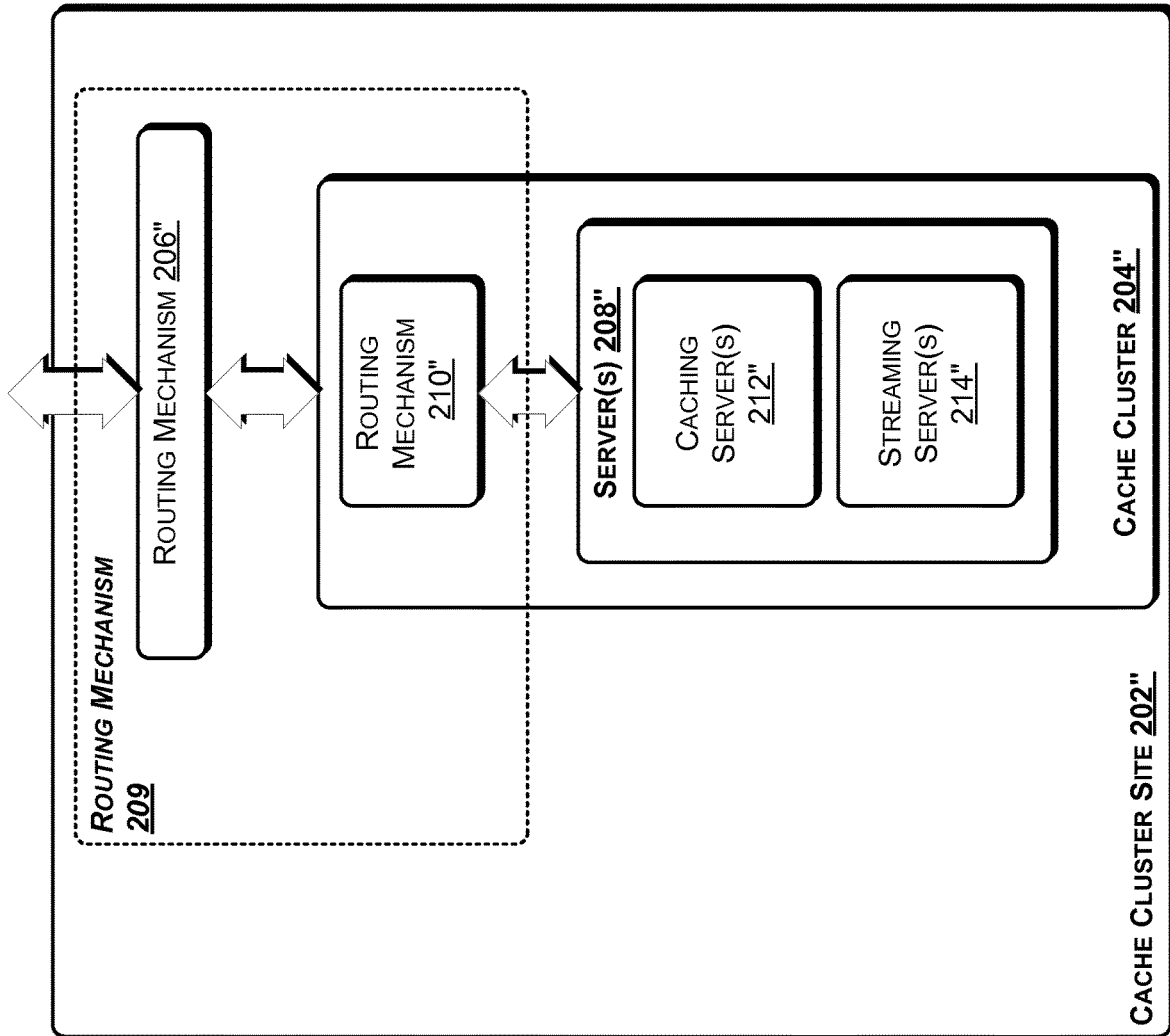 ROUTING MECHANISM
209
ROUTING MECHANISM 206"
ROUTING
MECHANISM
210"
SERVER(S) 208"
CACHING
SERVER(S)
212"
STREAMING
SERVER(S)
214"
CACHE CLUSTER 204"
CACHE CLUSTER SITE 202"